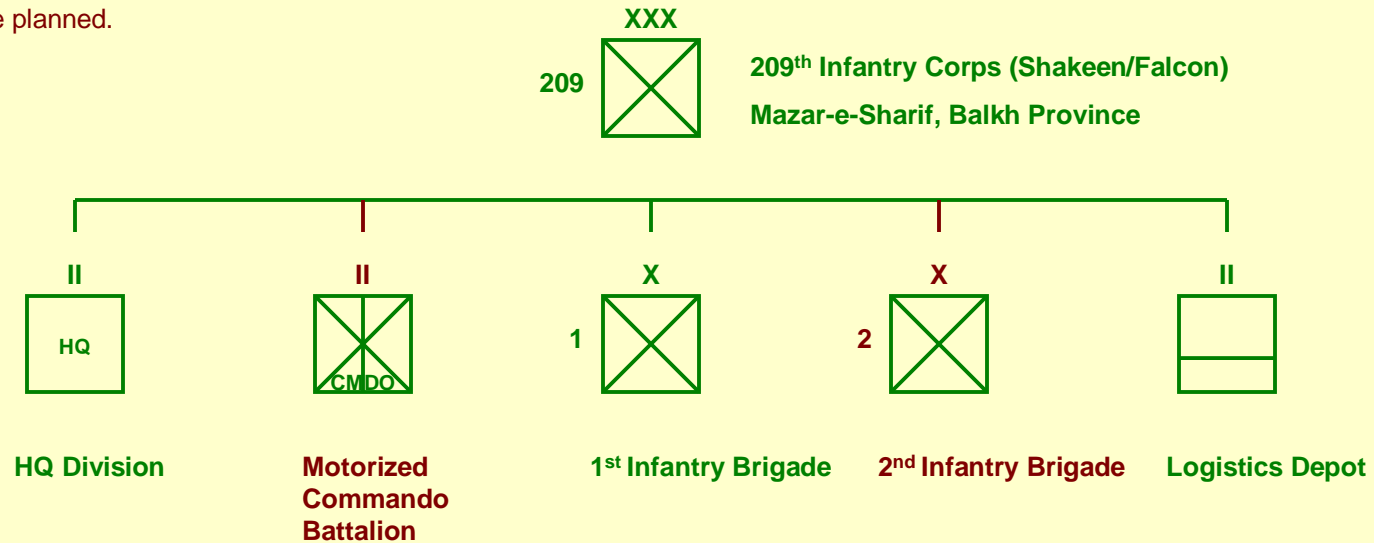 e planned.
XXX
209
209th Infantry Corps (Shakeen/Falcon)
Mazar-e-Sharif, Balkh Province
II
II
X
X
II
HQ
CMDO
1
2
HQ Division
Motorized
Commando
Battalion
1st Infantry Brigade
2nd Infantry Brigade
Logistics Depot